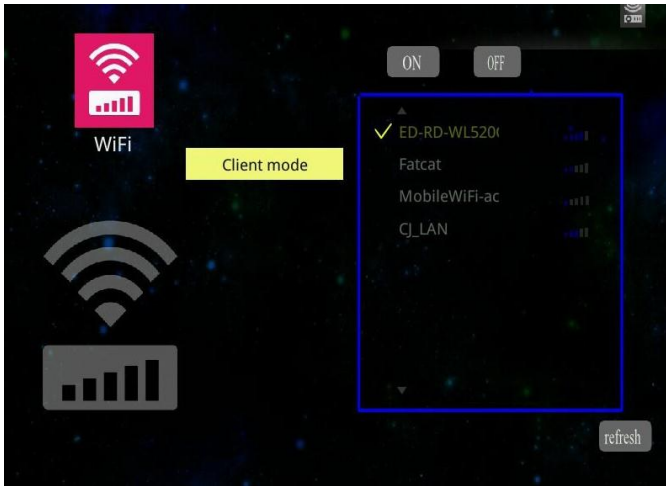 ON
OFF
WiFi
Client mode
ED-RD-WL520
Fatcat
MobileWiFi-ac
CJ_LAN
refresh